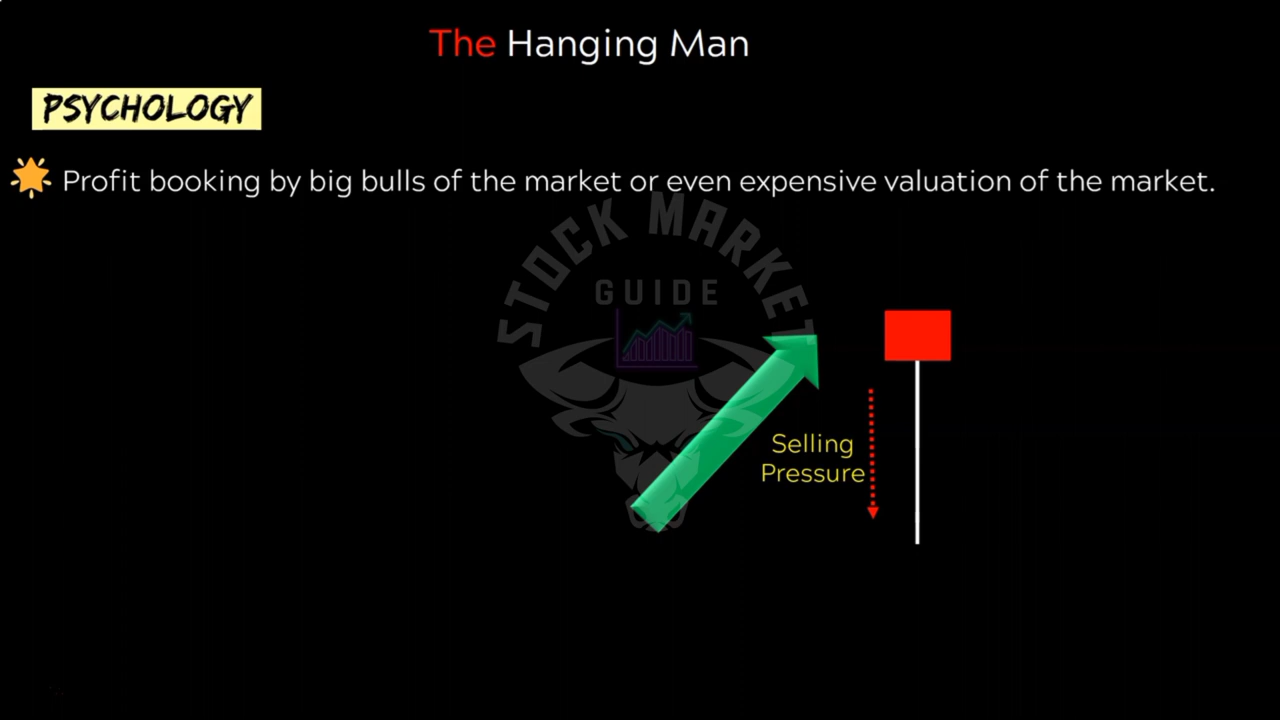 The Hanging Man
PSYCHOLOGY
Profit booking by big bulls of the market or even expensive valuation of the market.
STOCK MARKET
GUIDE
Selling
Pressure